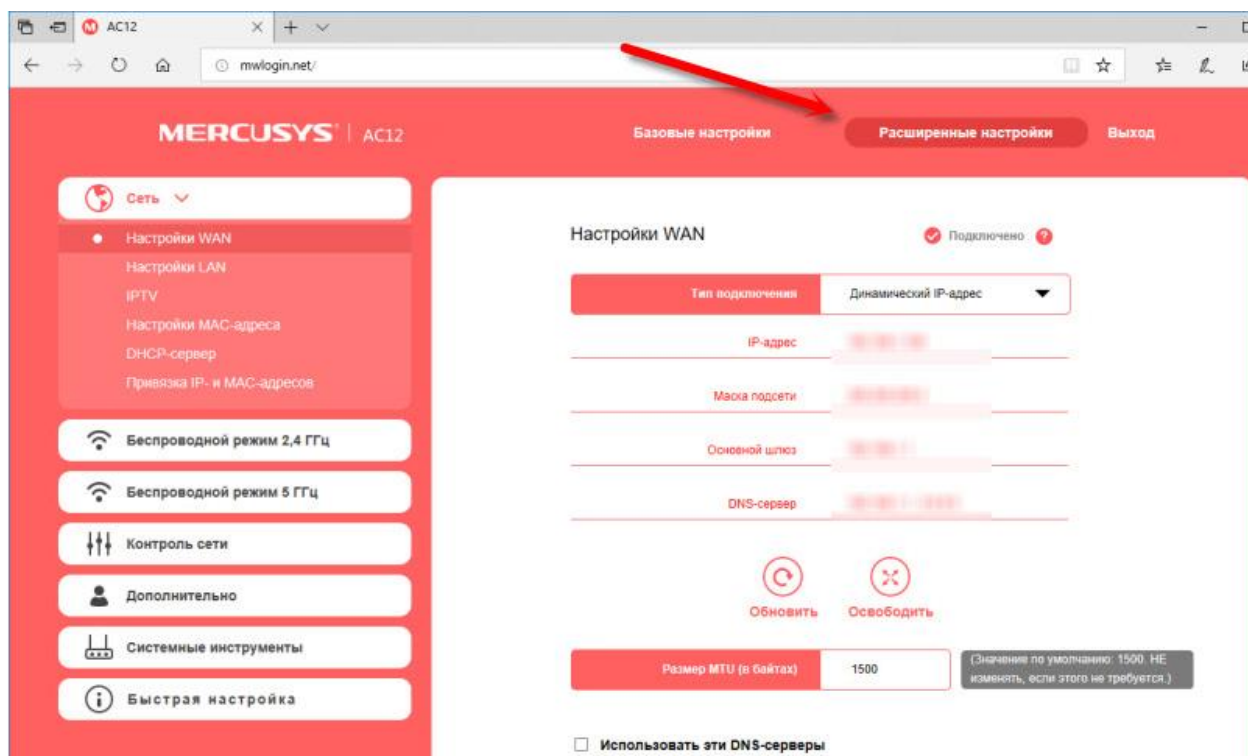 AC12
mwlogin.net/
MERCUSYS | AC12
Базовые настройки
Расширенные настройки
Выход
Сеть
Настройки WAN
Настройки LAN
IPTV
Настройки MAC-адреса
DHCP-сервер
Привязка IP- и MAC-адресов
Беспроводной режим 2,4 ГГц
Беспроводной режим 5 ГГц
Контроль сети
Дополнительно
Системные инструменты
Быстрая настройка
Настройки WAN
Подключено
Тип подключения
Динамический IP-адрес
IP-адрес
Маска подсети
Основной шлюз
DNS-сервер
Обновить
Освободить
Размер MTU (в байтах)
1500
(Значение по умолчанию: 1500. НЕ
изменять, если этого не требуется.)
Использовать эти DNS-серверы